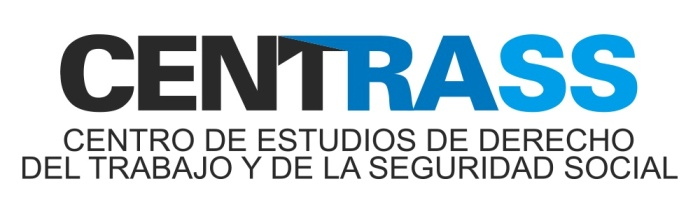 CENTRASS
CENTRO DE ESTUDIOS DE DERECHO
DEL TRABAJO Y DE LA SEGURIDAD SOCIAL